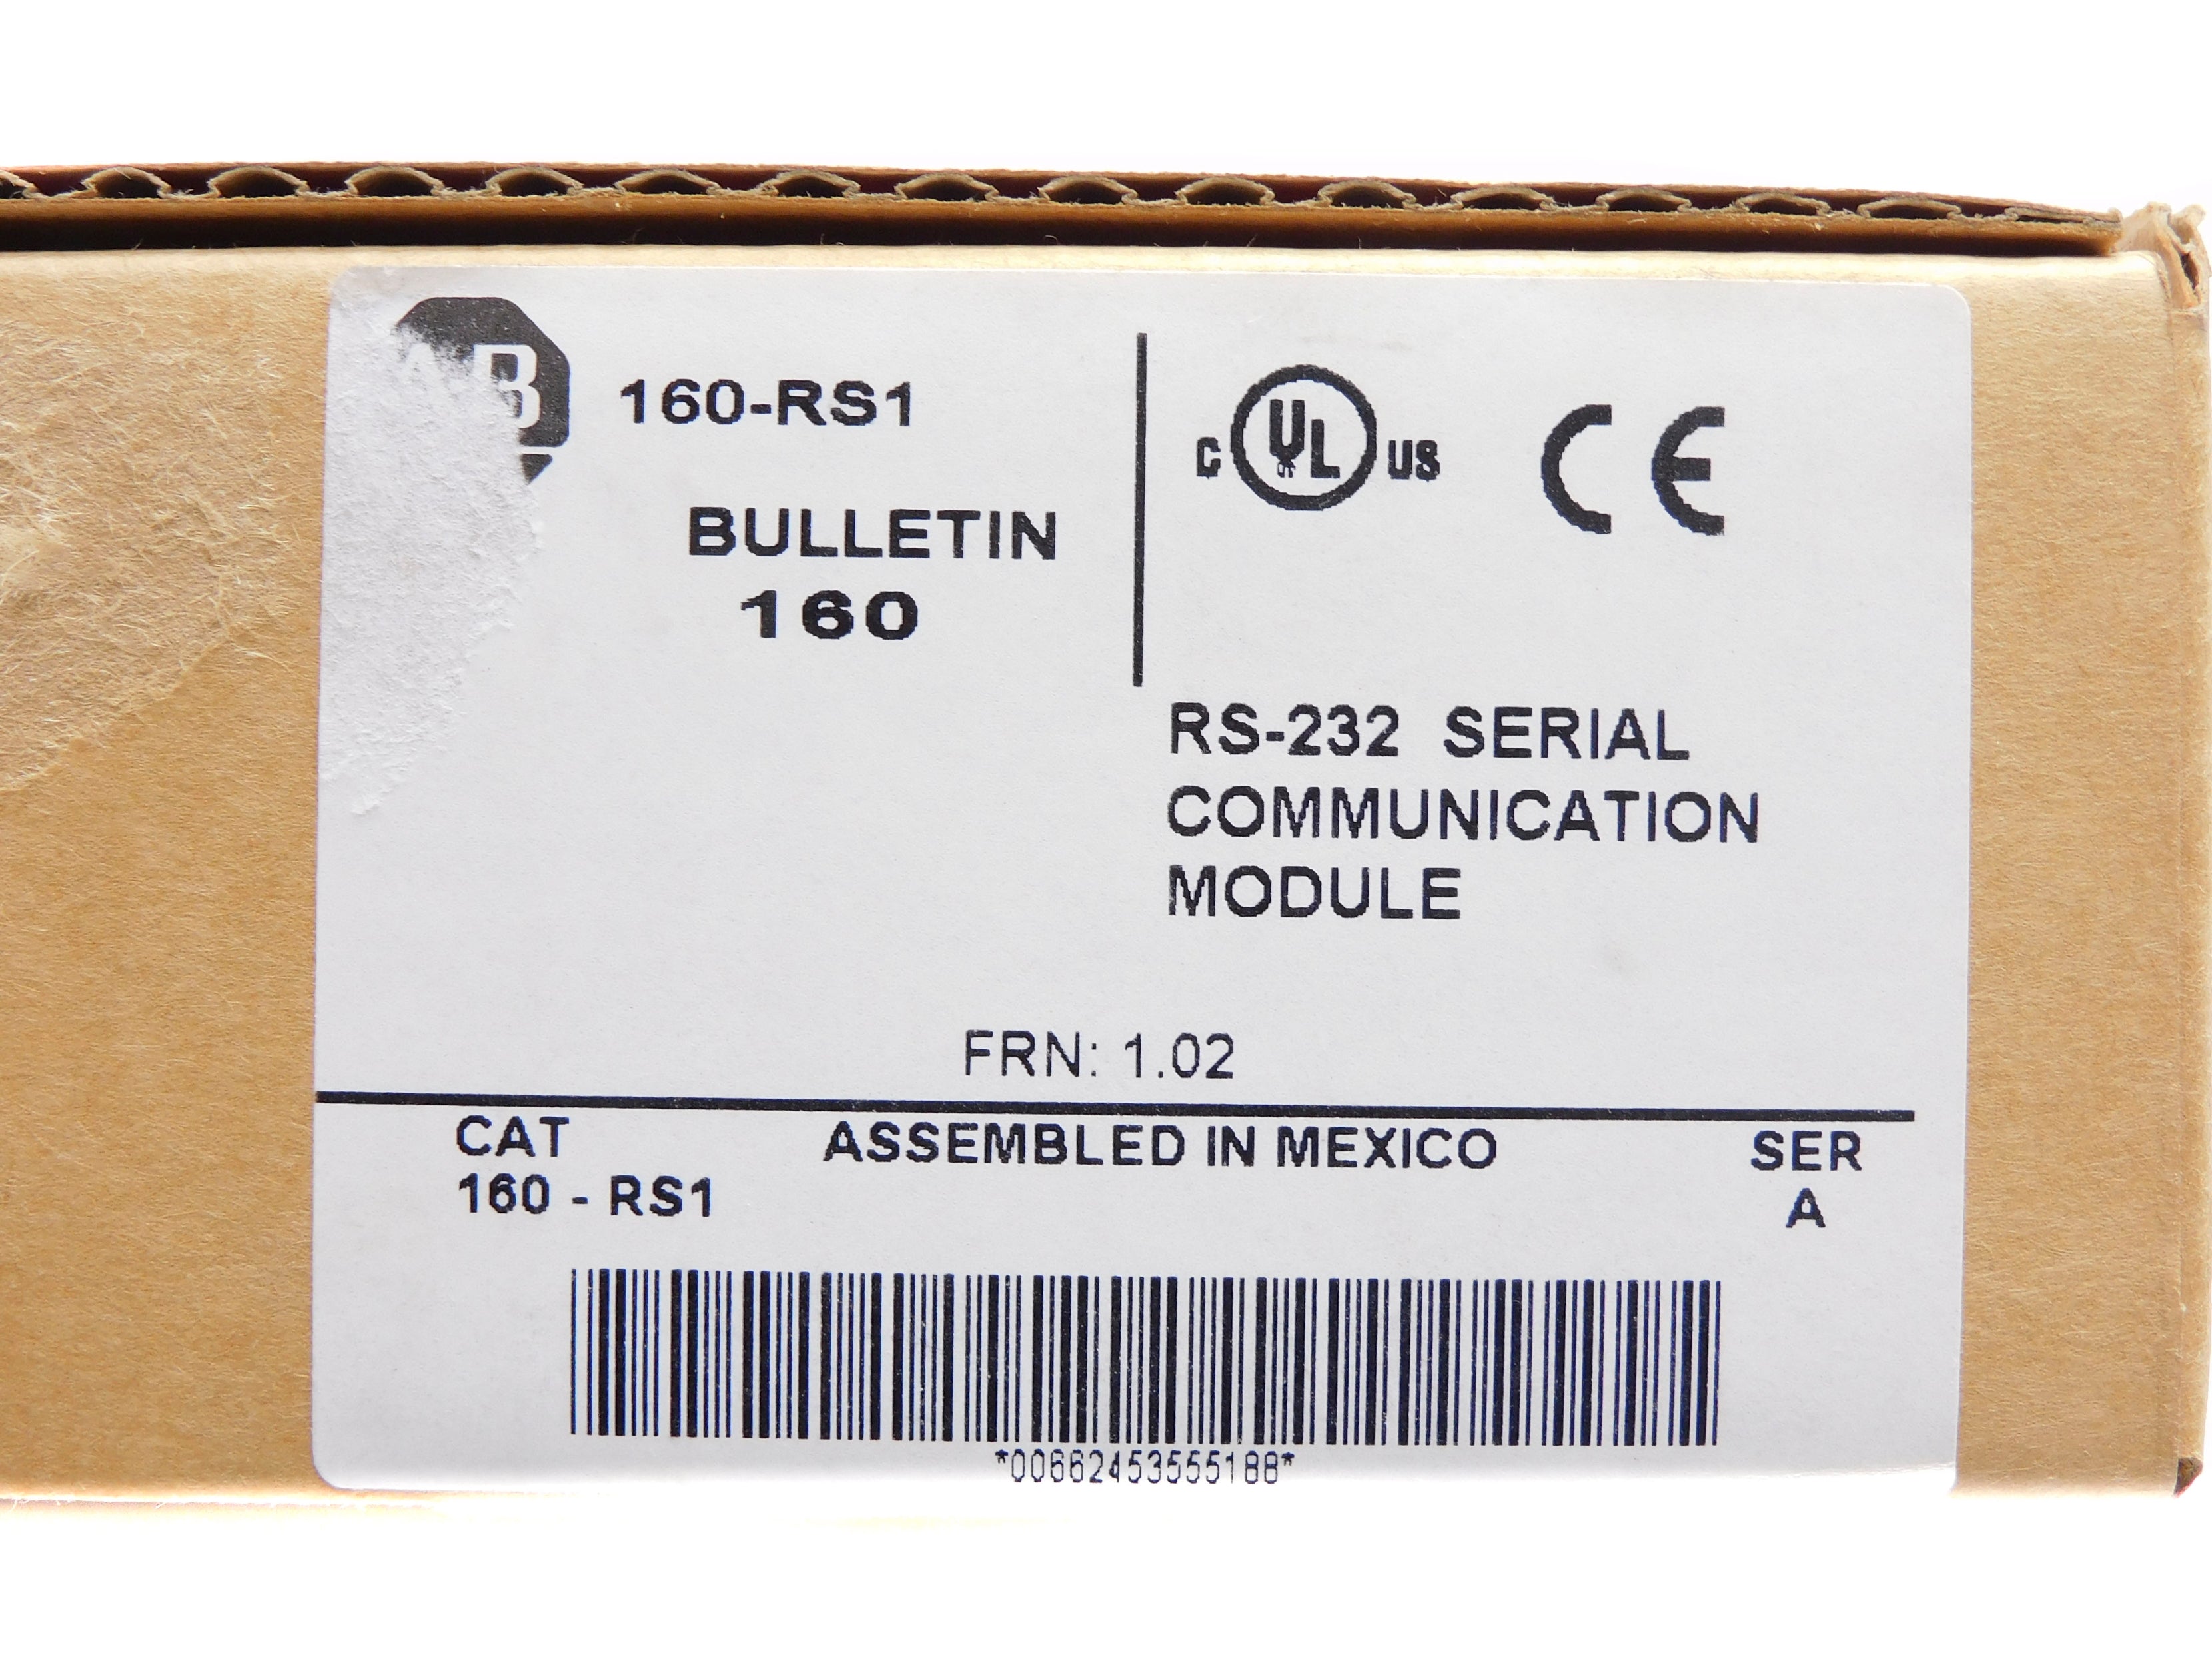 B
160-RS1
BULLETIN
160
C UL US CE
RS-232 SERIAL
COMMUNICATION
MODULE
FRN: 1.02
CAT
160 - RS1
ASSEMBLED IN MEXICO
SER
A
*00662453555188*